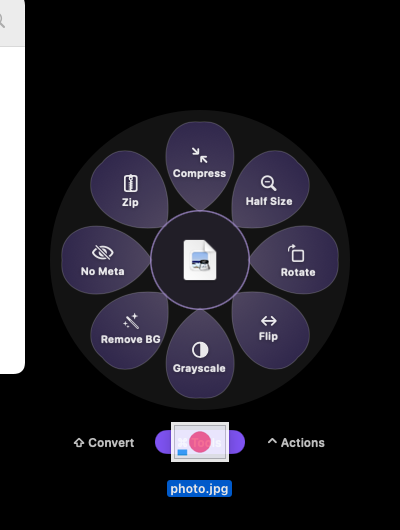 Compress
Zip
Half Size
No Meta
Rotate
Remove BG
Flip
Grayscale
Convert
Actions
photo.jpg